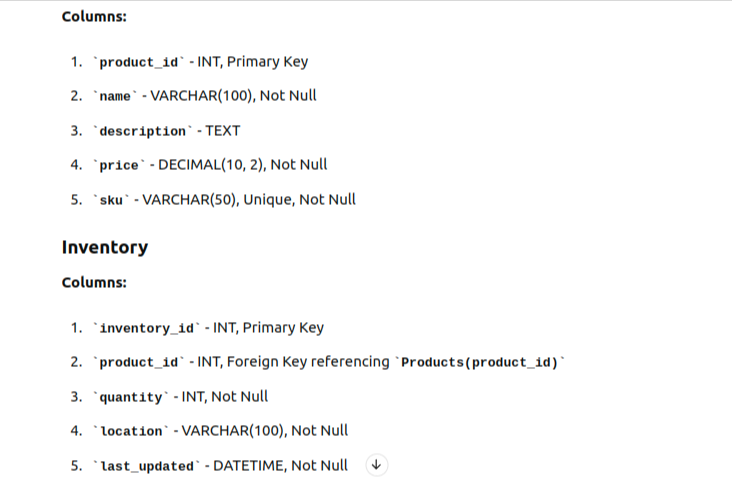 Columns:
1. `product_id` - INT, Primary Key
2. `name` - VARCHAR(100), Not Null
3. `description` - TEXT
4. `price` - DECIMAL(10, 2), Not Null
5. `sku` - VARCHAR(50), Unique, Not Null
Inventory
Columns:
1. `inventory_id` - INT, Primary Key
2. `product_id` - INT, Foreign Key referencing `Products(product_id)`
3. `quantity` - INT, Not Null
4. `location` - VARCHAR(100), Not Null
5. `last_updated` - DATETIME, Not Null